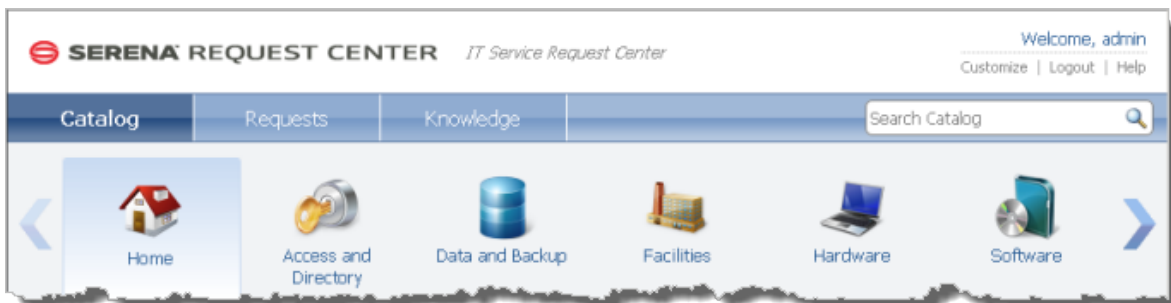 SERENA REQUEST CENTER IT Service Request Center
Welcome, admin
Customize | Logout | Help
Catalog Requests Knowledge Search Catalog
Home Access and Directory Data and Backup Facilities Hardware Software